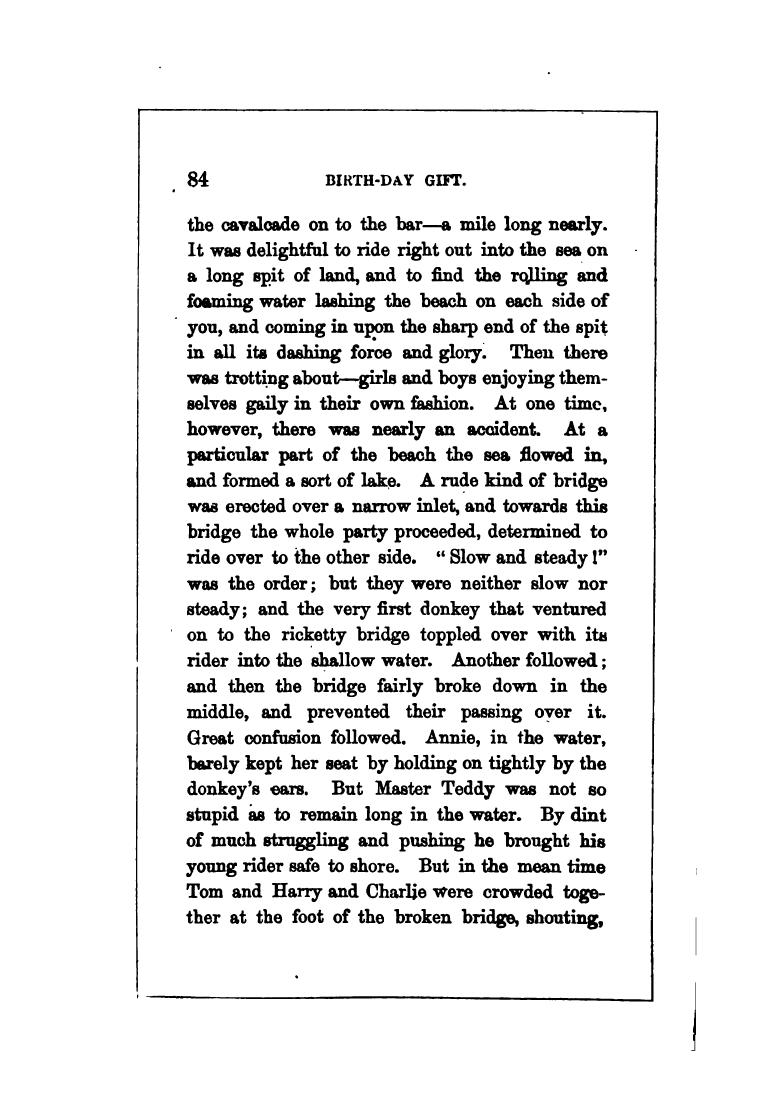 84 BIRTH-DAY GIFT.
the cavalcade on to the bar—a mile long nearly.
It was delightful to ride right out into the sea on
a long spit of land, and to find the rolling and
foaming water lashing the beach on each side of
you, and coming in upon the sharp end of the spit
in all its dashing force and glory. Then there
was trotting about—girls and boys enjoying them-
selves gaily in their own fashion. At one time,
however, there was nearly an accident. At a
particular part of the beach the sea flowed in,
and formed a sort of lake. A rude kind of bridge
was erected over a narrow inlet, and towards this
bridge the whole party proceeded, determined to
ride over to the other side. "Slow and steady!"
was the order; but they were neither slow nor
steady; and the very first donkey that ventured
on to the ricketty bridge toppled over with its
rider into the shallow water. Another followed;
and then the bridge fairly broke down in the
middle, and prevented their passing over it.
Great confusion followed. Annie, in the water,
barely kept her seat by holding on tightly by the
donkey's ears. But Master Teddy was not so
stupid as to remain long in the water. By dint
of much struggling and pushing he brought his
young rider safe to shore. But in the mean time
Tom and Harry and Charlie were crowded toge-
ther at the foot of the broken bridge, shouting,